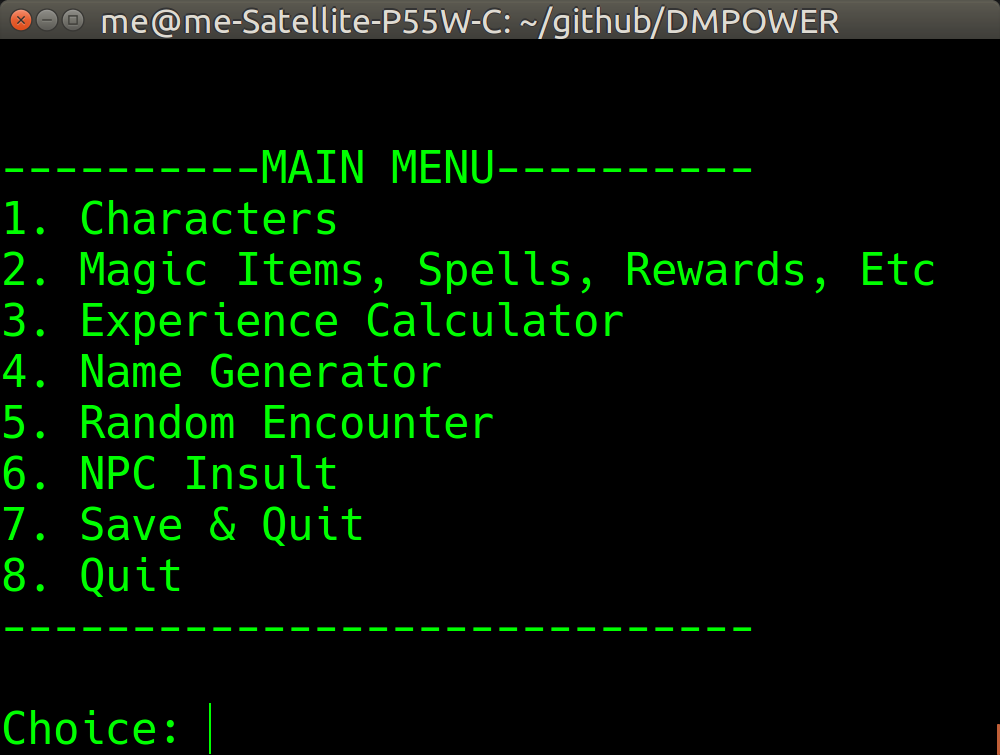 me@me-Satellite-P55W-C: ~/github/DMPOWER
----------MAIN MENU----------
1. Characters
2. Magic Items, Spells, Rewards, Etc
3. Experience Calculator
4. Name Generator
5. Random Encounter
6. NPC Insult
7. Save & Quit
8. Quit
-----------------------------
Choice: